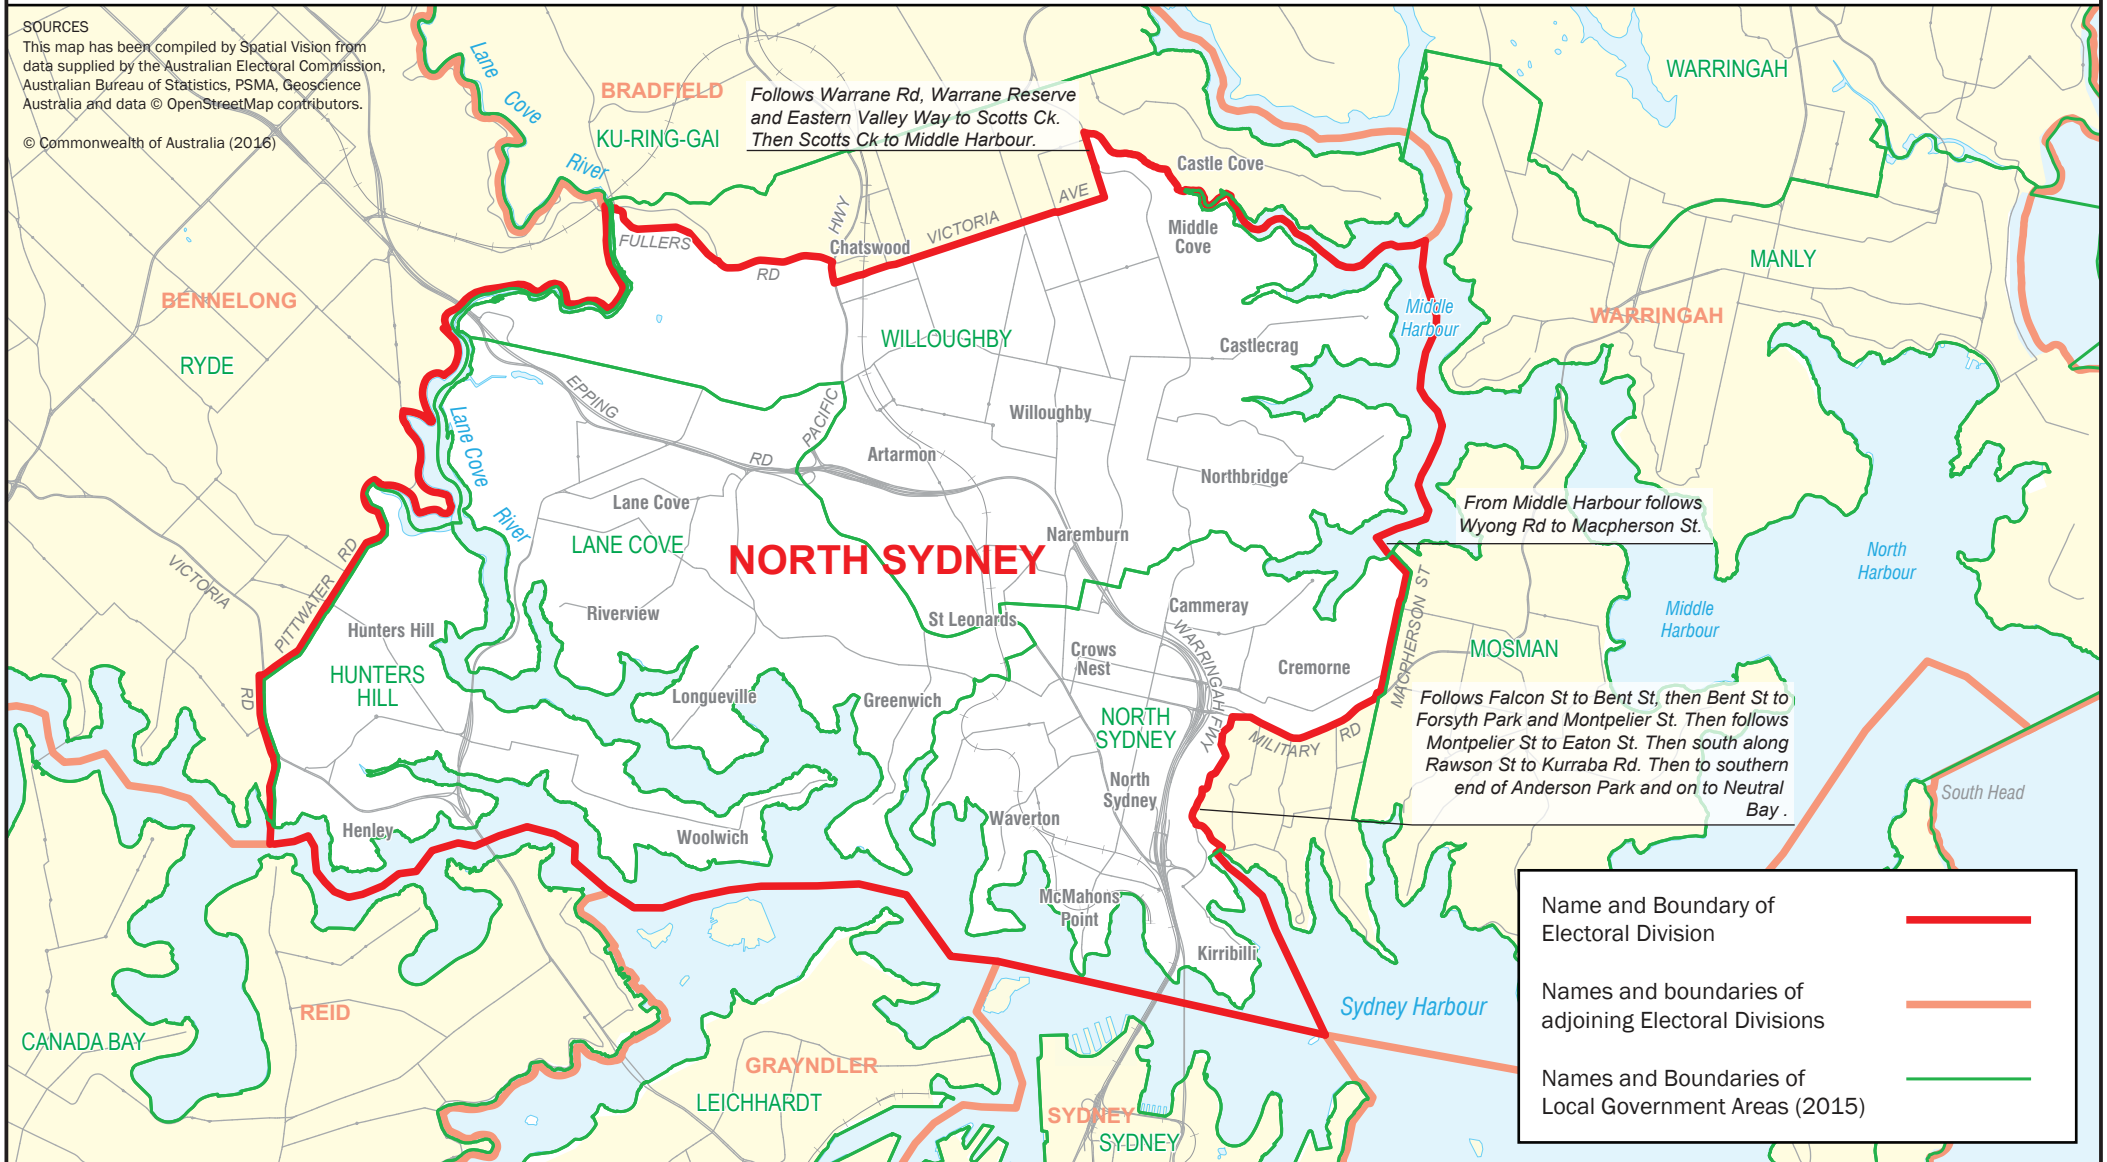 SOURCES
This map has been compiled by Spatial Vision from
data supplied by the Australian Electoral Commission,
Australian Bureau of Statistics, PSMA, Geoscience
Australia and data © OpenStreetMap contributors.
© Commonwealth of Australia (2016)
Lane
Cove
River
BRADFIELD
KU-RING-GAI
Follows Warrane Rd, Warrane Reserve
and Eastern Valley Way to Scotts Ck.
Then Scotts Ck to Middle Harbour.
WARRINGAH
Castle Cove
AVE
VICTORIA
HWY
FULLERS
RD
Chatswood
Middle
Cove
MANLY
BENNELONG
RYDE
WILLOUGHBY
Middle
Harbour
WARRINGAH
Castlecrag
EPPING
RD
PACIFIC
Willoughby
Artarmon
Northbridge
Lane Cove
River
Lane Cove
LANE COVE
NORTH SYDNEY
Naremburn
From Middle Harbour follows
Wyong Rd to Macpherson St.
North
Harbour
Middle
Harbour
VICTORIA
RD
PITTWATER
RD
Hunters Hill
HUNTERS
HILL
Riverview
St Leonards
Cammeray
Crows
Nest
WARRINGAH FWY
Cremorne
MACPHERSON ST
MOSMAN
Longueville
Greenwich
NORTH
SYDNEY
MILITARY
RD
Follows Falcon St to Bent St, then Bent St to
Forsyth Park and Montpelier St. Then follows
Montpelier St to Eaton St. Then south along
Rawson St to Kurraba Rd. Then to southern
end of Anderson Park and on to Neutral
Bay .
South Head
North
Sydney
Henley
Woolwich
Waverton
McMahons
Point
Kirribilli
Sydney Harbour
REID
CANADA BAY
GRAYNDLER
LEICHHARDT
SYDNEY
SYDNEY
Name and Boundary of
Electoral Division
Names and boundaries of
adjoining Electoral Divisions
Names and Boundaries of
Local Government Areas (2015)